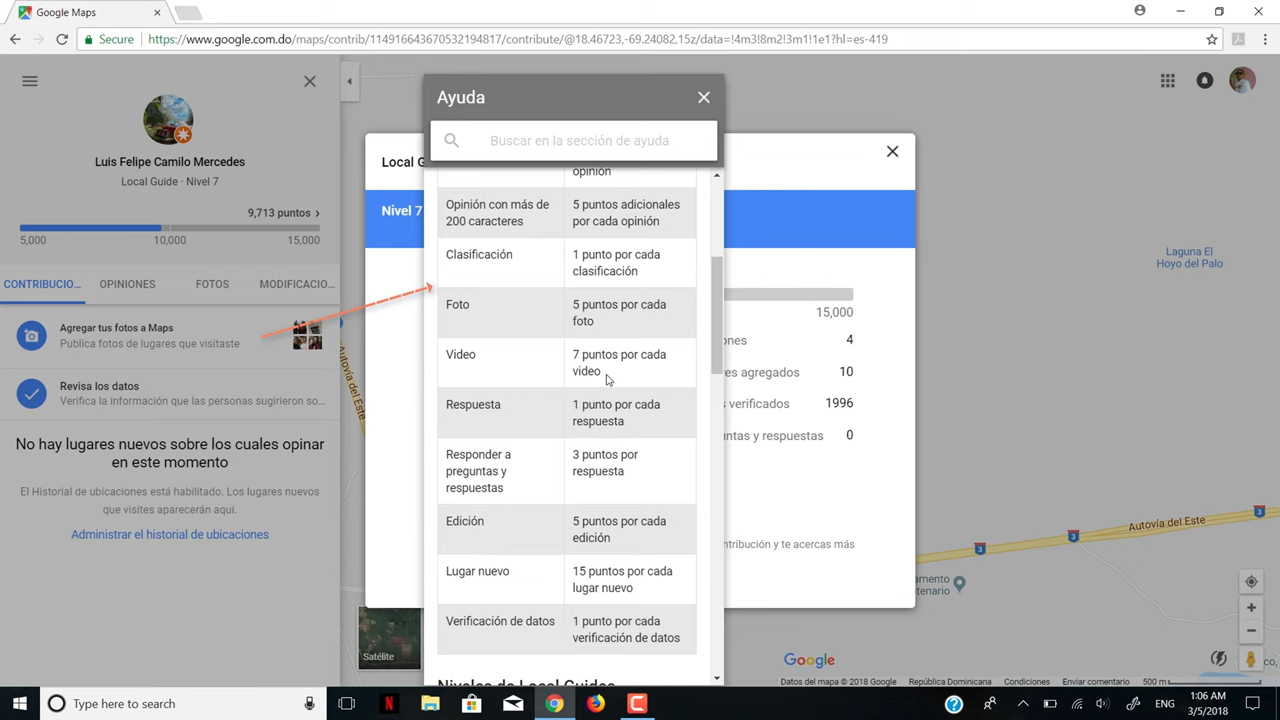 Google Maps
Secure
https://www.google.com.do/maps/contrib/114916643670532194817/contribute/@18.46723,-69.24082,15z/data=!4m3!8m2!3m1!1e1?hl=es-419
Luis Felipe Camilo Mercedes
Local Guide · Nivel 7
9,713 puntos ›
5,000 10,000 15,000
CONTRIBUCIO... OPINIONES FOTOS MODIFICACIO...
Agregar tus fotos a Maps
Publica fotos de lugares que visitaste
Revisa los datos
Verifica la información que las personas sugirieron so...
No hay lugares nuevos sobre los cuales opinar
en este momento
El Historial de ubicaciones está habilitado. Los lugares nuevos
que visites aparecerán aquí.
Administrar el historial de ubicaciones
Local G
Nivel 7
Ayuda
Buscar en la sección de ayuda
opinión
Opinión con más de
200 caracteres
5 puntos adicionales
por cada opinión
Clasificación
1 punto por cada
clasificación
Foto
5 puntos por cada
foto
Video
7 puntos por cada
video
Respuesta
1 punto por cada
respuesta
Responder a
preguntas y
respuestas
3 puntos por
respuesta
Edición
5 puntos por cada
edición
Lugar nuevo
15 puntos por cada
lugar nuevo
Verificación de datos
1 punto por cada
verificación de datos
Niveles de Local Guides
15,000
ones 4
res agregados 10
s verificados 1996
untas y respuestas 0
ntribución y te acercas más
Laguna El
Hoyo del Palo
Autovía del Este
Autovía del Este
3
3
3
amento
tenario
Satélite
Google
Datos del mapa © 2018 Google República Dominicana Condiciones Enviar comentario 500 m
Type here to search
ENG
1:06 AM
3/5/2018